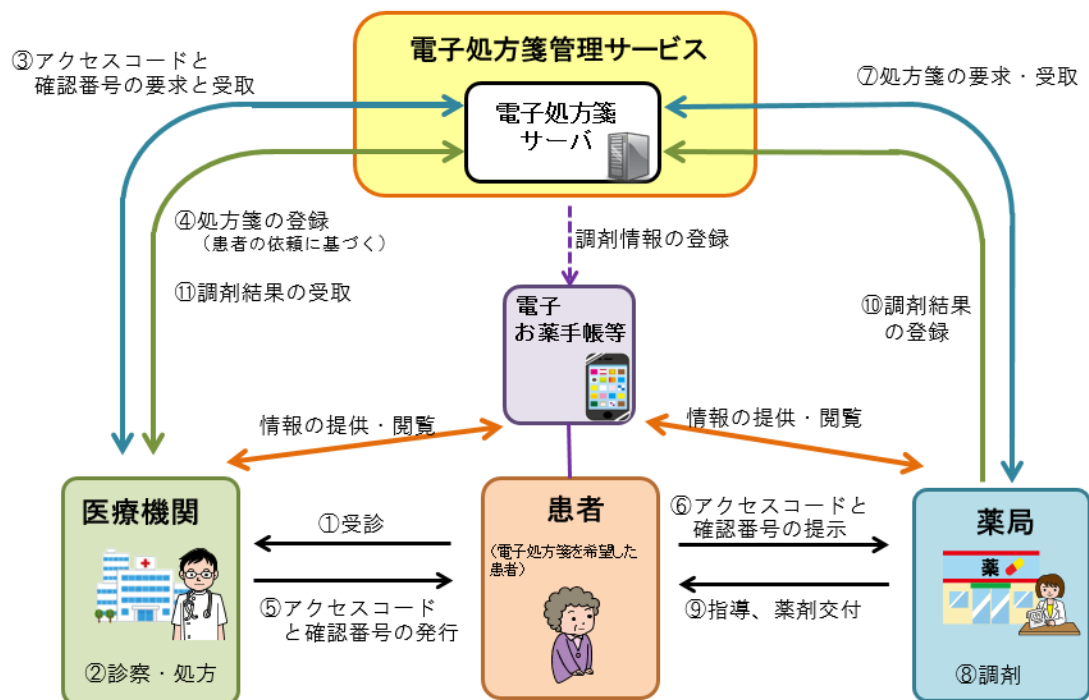 電子処方箋管理サービス
③アクセスコードと
確認番号の要求と受取
⑦処方箋の要求・受取
電子処方箋
サーバ
④処方箋の登録
（患者の依頼に基づく）
調剤情報の登録
⑪調剤結果の受取
電子
お薬手帳等
⑩調剤結果
の登録
情報の提供・閲覧
情報の提供・閲覧
医療機関
①受診
⑤アクセスコード
と確認番号の発行
②診察・処方
患者
（電子処方箋を希望した
患者）
⑥アクセスコードと
確認番号の提示
⑨指導、薬剤交付
薬局
薬
⑧調剤